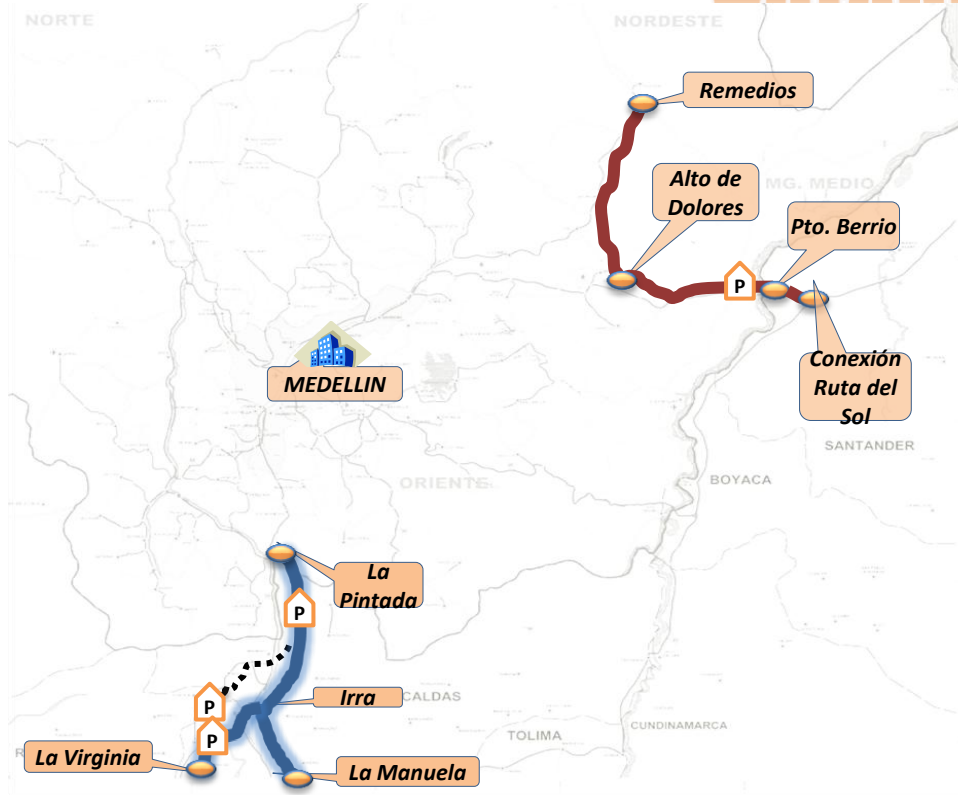 NORTE
NORDESTE
Remedios
Alto de
Dolores
MG. MEDIO
Pto. Berrio
P
Conexión
Ruta del
Sol
MEDELLIN
SANTANDER
ORIENTE
BOYACA
La
Pintada
P
Irra
CALDAS
P
P
TOLIMA
CUNDINAMARCA
La Virginia
La Manuela